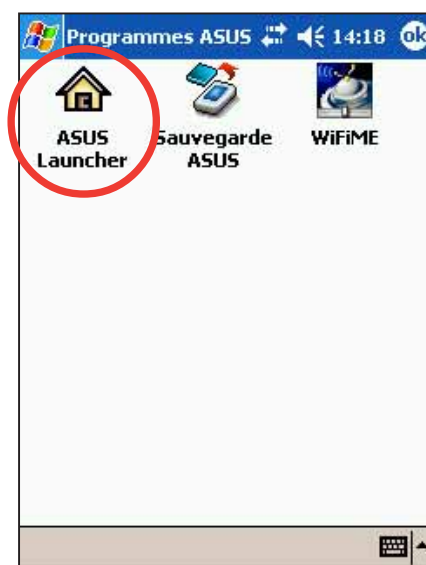 Programmes ASUS 14:18 ok
ASUS Launcher
Sauvegarde ASUS
WiFiME